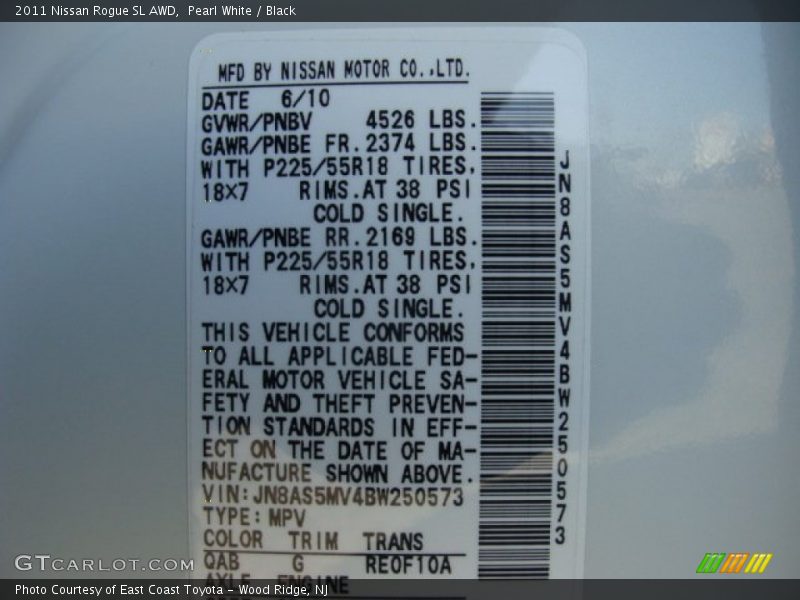 2011 Nissan Rogue SL AWD, Pearl White / Black
MFD BY NISSAN MOTOR CO.,LTD.
DATE 6/10
GVWR/PNBV 4526 LBS.
GAWR/PNBE FR.2374 LBS.
WITH P225/55R18 TIRES,
18X7 RIMS.AT 38 PSI
COLD SINGLE.
GAWR/PNBE RR.2169 LBS.
WITH P225/55R18 TIRES,
18X7 RIMS.AT 38 PSI
COLD SINGLE.
THIS VEHICLE CONFORMS
TO ALL APPLICABLE FED-
ERAL MOTOR VEHICLE SA-
FETY AND THEFT PREVEN-
TION STANDARDS IN EFF-
ECT ON THE DATE OF MA-
NUFACTURE SHOWN ABOVE.
VIN:JN8AS5MV4BW250573
TYPE:MPV
COLOR TRIM TRANS
QAB G RE0F10A
AXLE ENGINE
JN8AS5MV4BW250573
GTCARLOT.COM
Photo Courtesy of East Coast Toyota - Wood Ridge, NJ